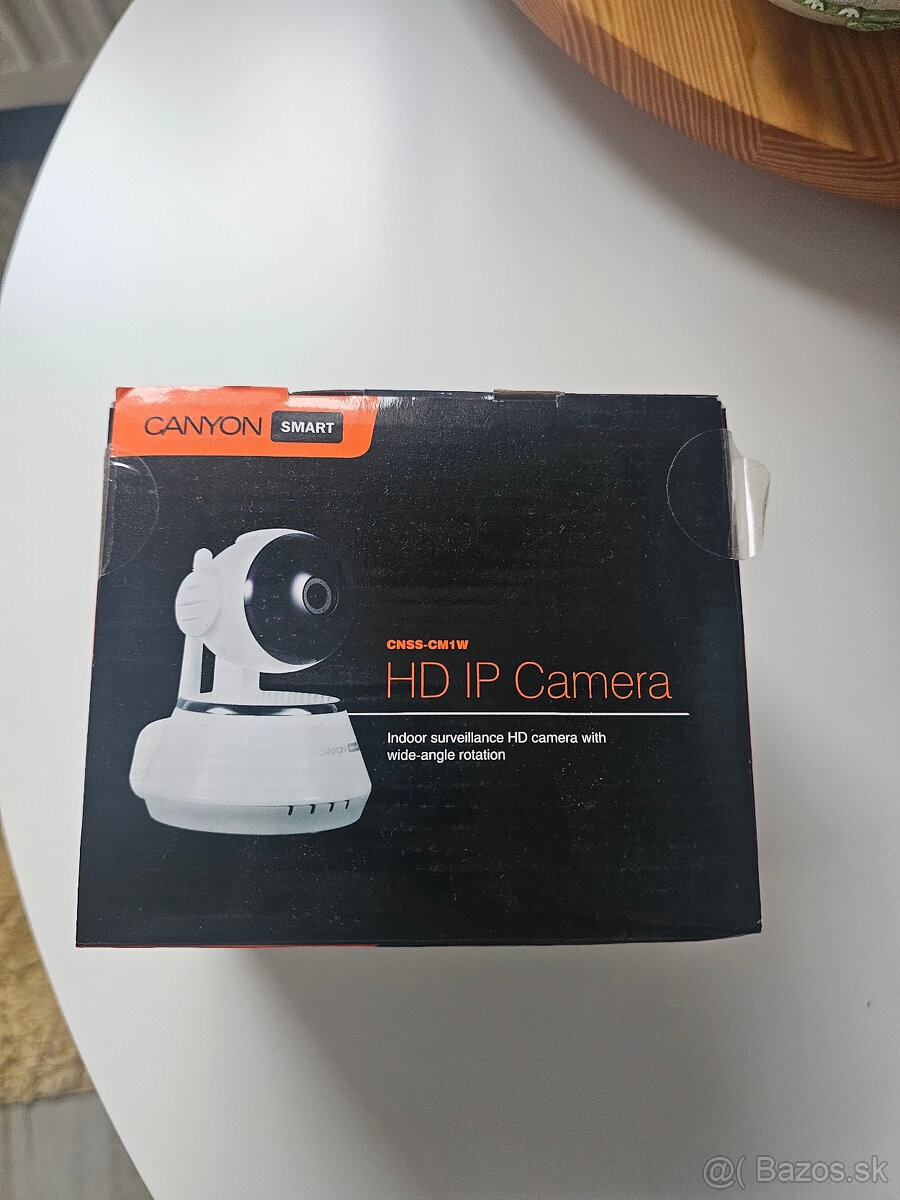 CANYON SMART
CNSS-CM1W
HD IP Camera
Indoor surveillance HD camera with
wide-angle rotation
CANYON
@( Bazos.sk